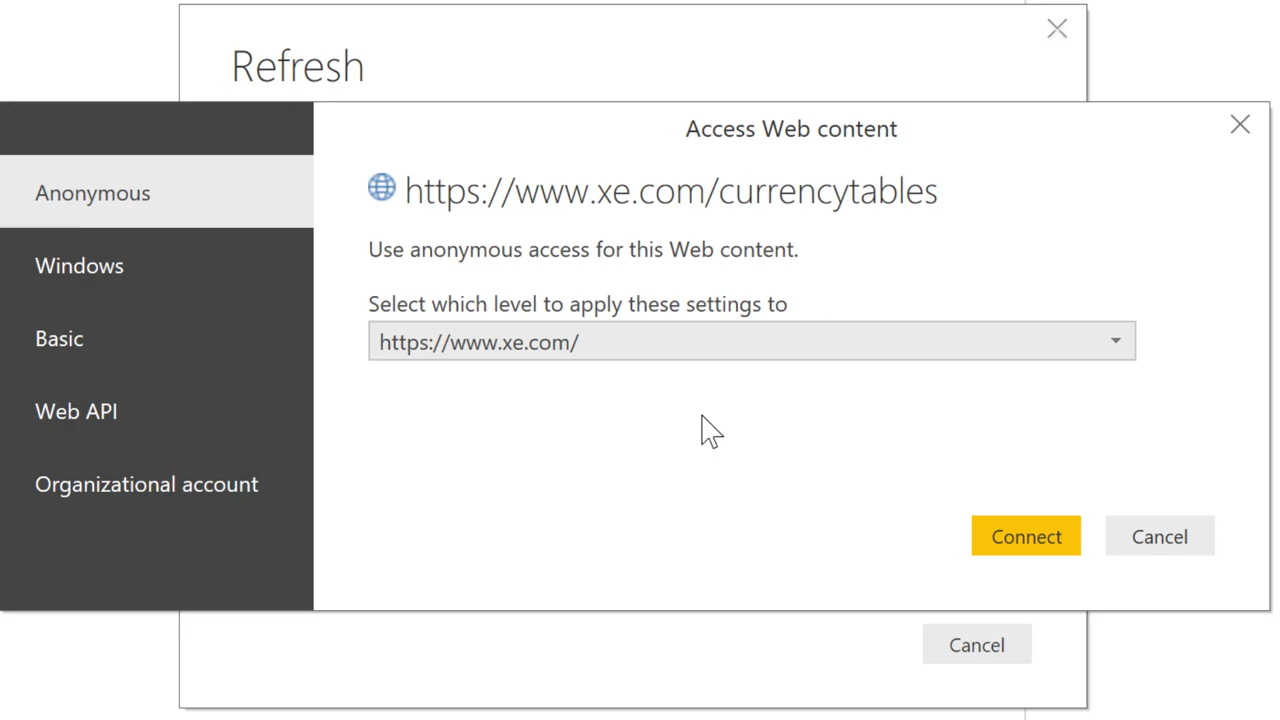 Refresh
Access Web content
Anonymous
https://www.xe.com/currencytables
Use anonymous access for this Web content.
Windows
Select which level to apply these settings to
Basic
https://www.xe.com/
Web API
Organizational account
Connect
Cancel
Cancel